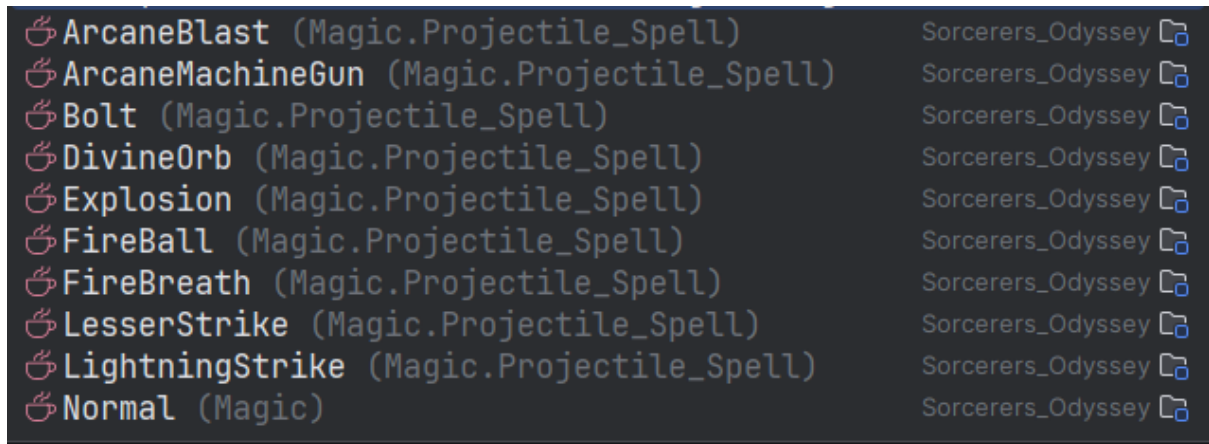 ArcaneBlast (Magic.Projectile_Spell) Sorcerers_Odyssey
ArcaneMachineGun (Magic.Projectile_Spell) Sorcerers_Odyssey
Bolt (Magic.Projectile_Spell) Sorcerers_Odyssey
DivineOrb (Magic.Projectile_Spell) Sorcerers_Odyssey
Explosion (Magic.Projectile_Spell) Sorcerers_Odyssey
FireBall (Magic.Projectile_Spell) Sorcerers_Odyssey
FireBreath (Magic.Projectile_Spell) Sorcerers_Odyssey
LesserStrike (Magic.Projectile_Spell) Sorcerers_Odyssey
LightningStrike (Magic.Projectile_Spell) Sorcerers_Odyssey
Normal (Magic) Sorcerers_Odyssey